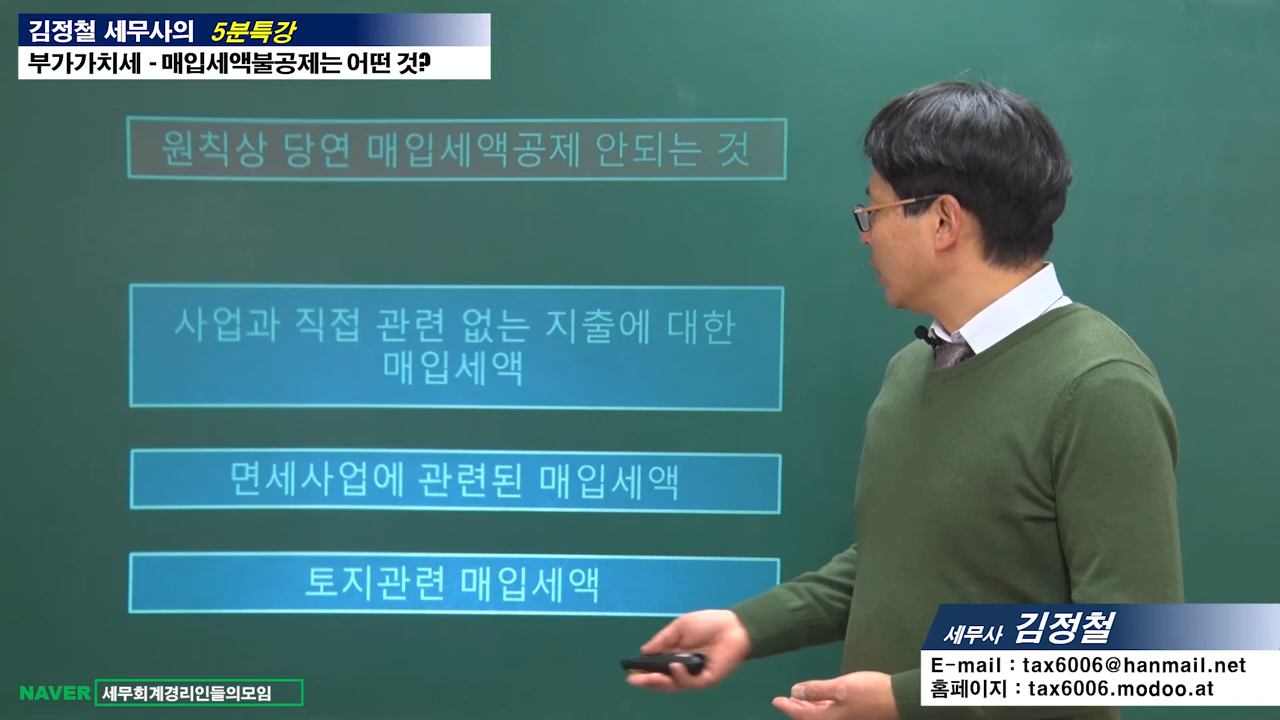 김정철 세무사의 5분특강
부가가치세 - 매입세액불공제는 어떤 것?
원칙상 당연 매입세액공제 안되는 것
사업과 직접 관련 없는 지출에 대한
매입세액
면세사업에 관련된 매입세액
토지관련 매입세액
세무사 김정철
E-mail : tax6006@hanmail.net
홈페이지 : tax6006.modoo.at
NAVER 세무회계경리인들의모임